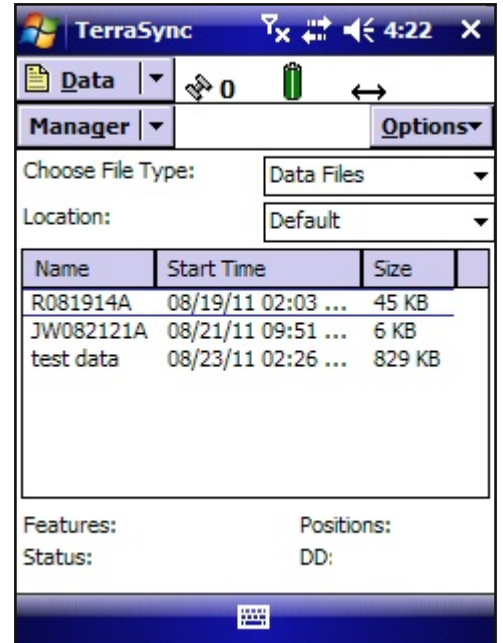 TerraSync 4:22
Data 0
Manager Options
Choose File Type: Data Files
Location: Default
Name Start Time Size
R081914A 08/19/11 02:03 ... 45 KB
JW082121A 08/21/11 09:51 ... 6 KB
test data 08/23/11 02:26 ... 829 KB
Features: Positions:
Status: DD: